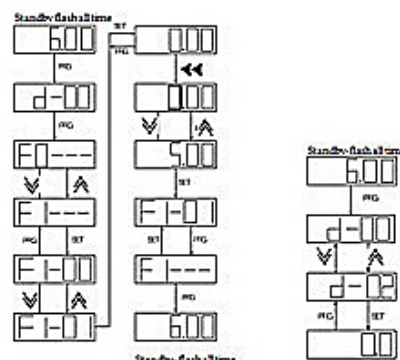 Standby flash all time
6.00
PRG
d-00
PRG
F0---
F1---
PRG SET
F1-00
F1-01
SET
PRG
0.00
0.00
5.00
SET
F1-01
SET PRG
F1---
PRG
6.00
Standby flash all time
Standby flash all tim
6.00
PRG
d-00
d-02
PRG SET
00